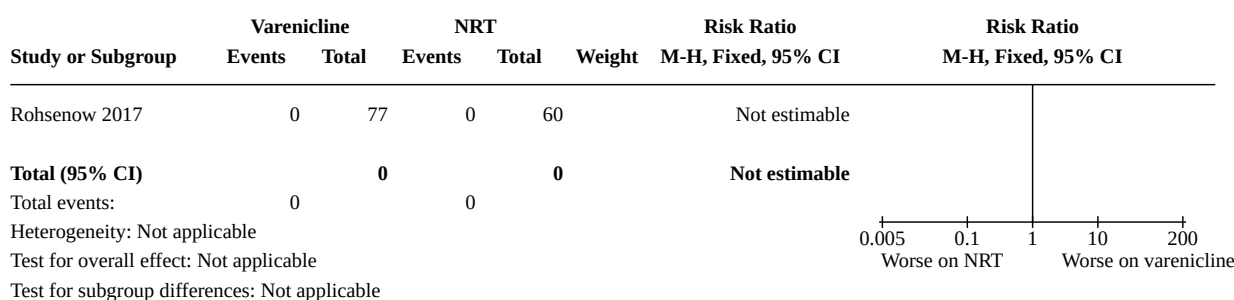 Varenicline NRT Risk Ratio Risk Ratio
Study or Subgroup Events Total Events Total Weight M-H, Fixed, 95% CI M-H, Fixed, 95% CI
Rohsenow 2017 0 77 0 60 Not estimable
Total (95% CI) 0 0 Not estimable
Total events: 0 0
Heterogeneity: Not applicable
0.005 0.1 1 10 200
Test for overall effect: Not applicable Worse on NRT Worse on varenicline
Test for subgroup differences: Not applicable